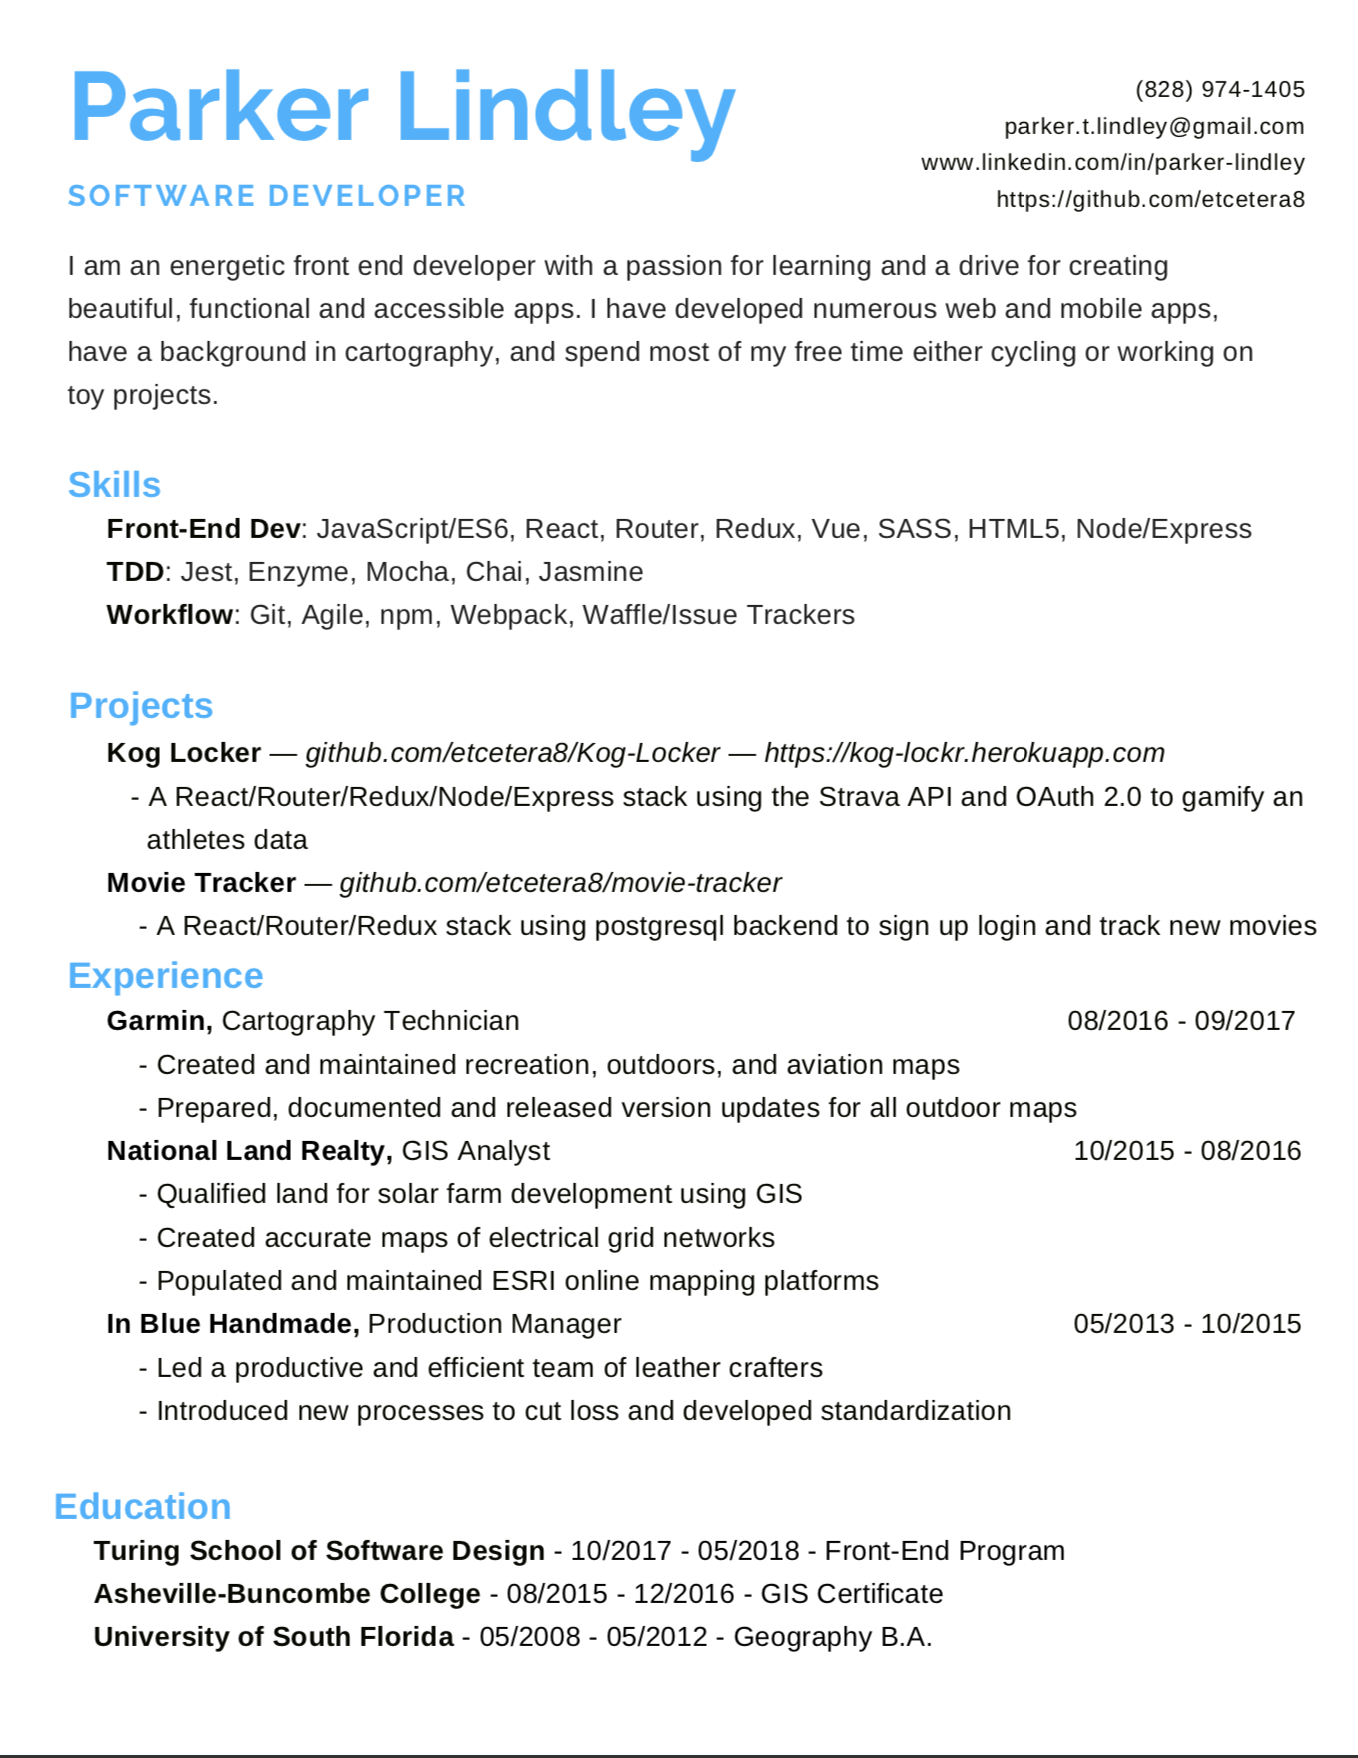 Parker Lindley
SOFTWARE DEVELOPER
(828) 974-1405
parker.t.lindley@gmail.com
www.linkedin.com/in/parker-lindley
https://github.com/etcetera8
I am an energetic front end developer with a passion for learning and a drive for creating
beautiful, functional and accessible apps. I have developed numerous web and mobile apps,
have a background in cartography, and spend most of my free time either cycling or working on
toy projects.
Skills
Front-End Dev: JavaScript/ES6, React, Router, Redux, Vue, SASS, HTML5, Node/Express
TDD: Jest, Enzyme, Mocha, Chai, Jasmine
Workflow: Git, Agile, npm, Webpack, Waffle/Issue Trackers
Projects
Kog Locker — github.com/etcetera8/Kog-Locker — https://kog-lockr.herokuapp.com
- A React/Router/Redux/Node/Express stack using the Strava API and OAuth 2.0 to gamify an
athletes data
Movie Tracker — github.com/etcetera8/movie-tracker
- A React/Router/Redux stack using postgresql backend to sign up login and track new movies
Experience
Garmin, Cartography Technician 08/2016 - 09/2017
- Created and maintained recreation, outdoors, and aviation maps
- Prepared, documented and released version updates for all outdoor maps
National Land Realty, GIS Analyst 10/2015 - 08/2016
- Qualified land for solar farm development using GIS
- Created accurate maps of electrical grid networks
- Populated and maintained ESRI online mapping platforms
In Blue Handmade, Production Manager 05/2013 - 10/2015
- Led a productive and efficient team of leather crafters
- Introduced new processes to cut loss and developed standardization
Education
Turing School of Software Design - 10/2017 - 05/2018 - Front-End Program
Asheville-Buncombe College - 08/2015 - 12/2016 - GIS Certificate
University of South Florida - 05/2008 - 05/2012 - Geography B.A.